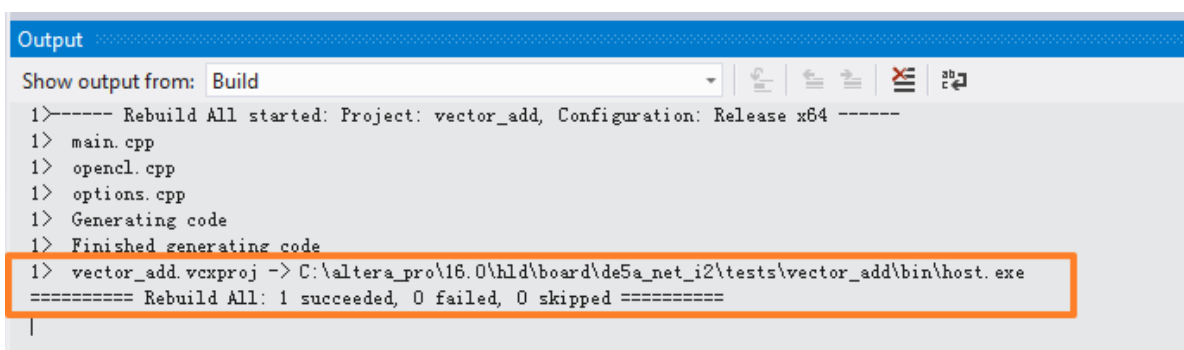 Output
Show output from: Build
1>------ Rebuild All started: Project: vector_add, Configuration: Release x64 ------
1>  main.cpp
1>  opencl.cpp
1>  options.cpp
1>  Generating code
1>  Finished generating code
1>  vector_add.vcxproj -> C:\altera_pro\16.0\hld\board\de5a_net_i2\tests\vector_add\bin\host.exe
========== Rebuild All: 1 succeeded, 0 failed, 0 skipped ==========